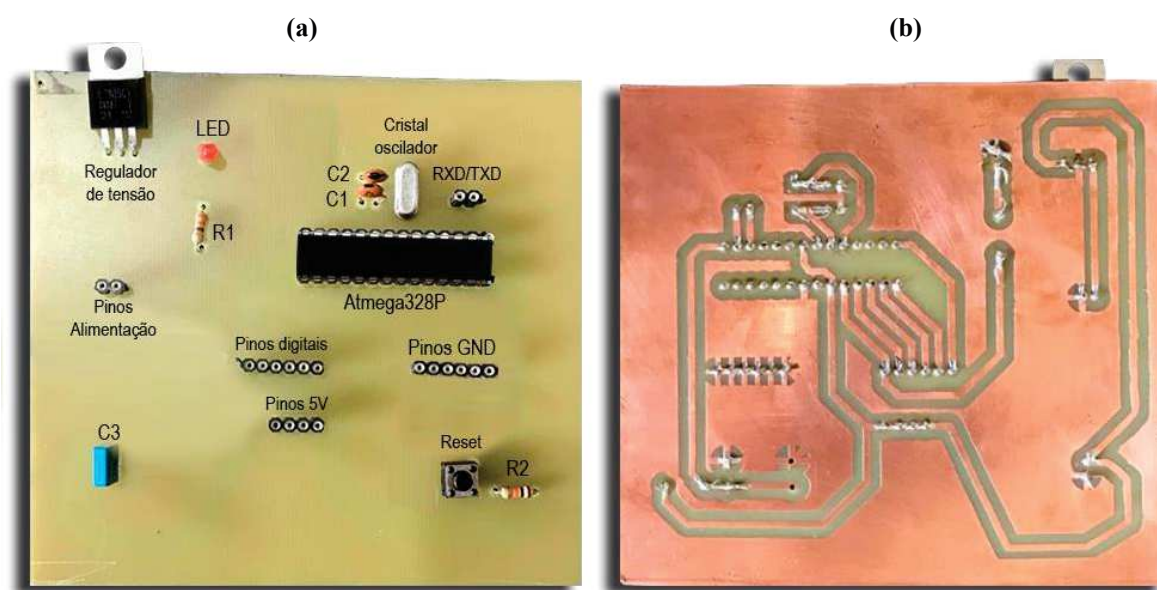 (a)
(b)
LED
Cristal
oscilador
Regulador
de tensão
C2
C1
RXD/TXD
R1
Atmega328P
Pinos
Alimentação
Pinos digitais
Pinos GND
Pinos 5V
C3
Reset
R2